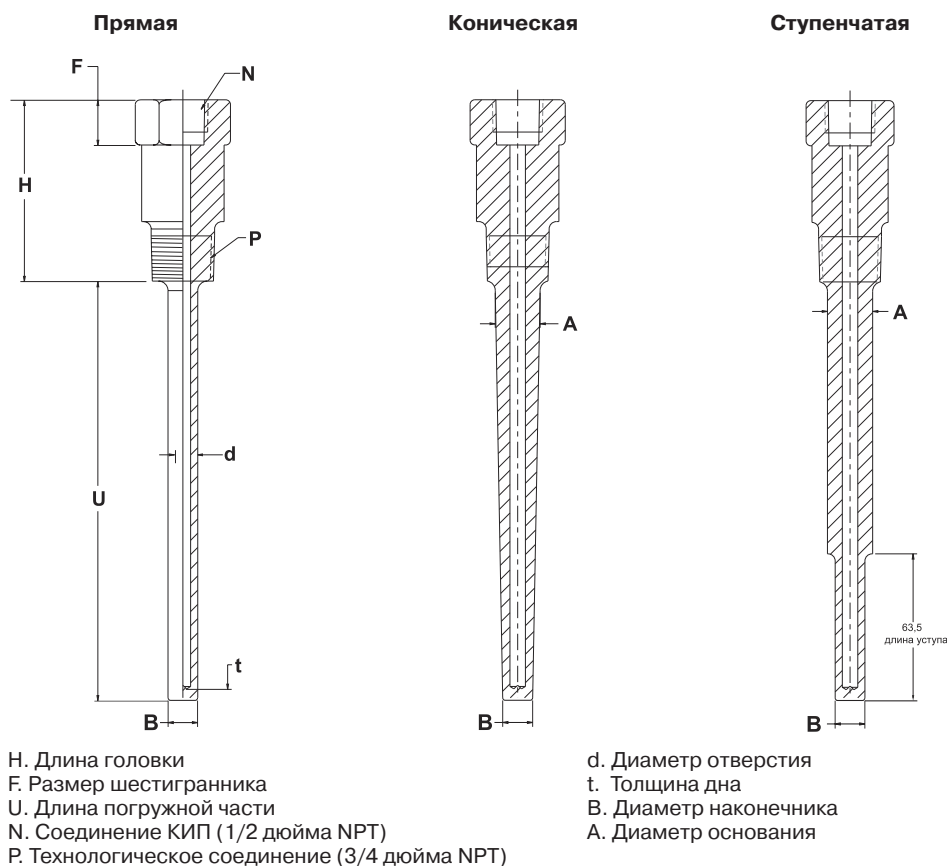 Прямая
Коническая
Ступенчатая
F
N
H
P
A
A
d
U
63,5
длина уступа
t
B
B
B
H. Длина головки
F. Размер шестигранника
U. Длина погружной части
N. Соединение КИП (1/2 дюйма NPT)
P. Технологическое соединение (3/4 дюйма NPT)
d. Диаметр отверстия
t. Толщина дна
B. Диаметр наконечника
A. Диаметр основания